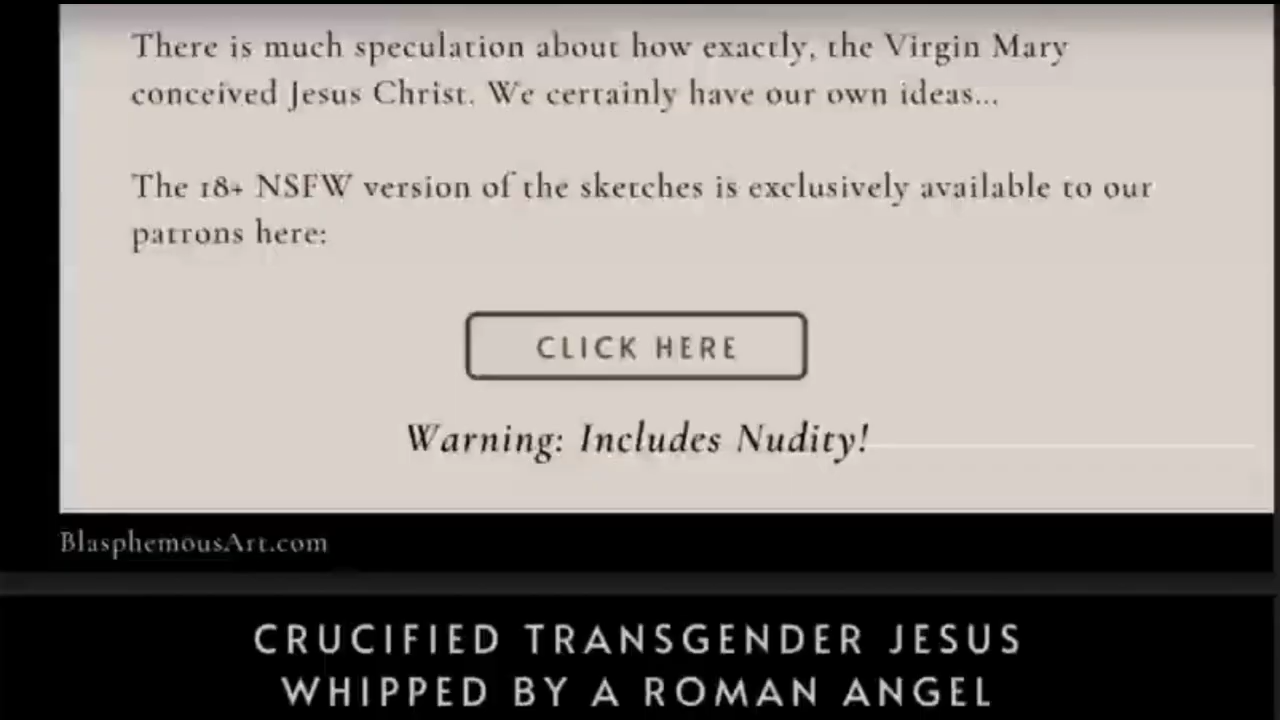 There is much speculation about how exactly, the Virgin Mary
conceived Jesus Christ. We certainly have our own ideas...
The 18+ NSFW version of the sketches is exclusively available to our
patrons here:
CLICK HERE
Warning: Includes Nudity!
BlasphemousArt.com
CRUCIFIED TRANSGENDER JESUS
WHIPPED BY A ROMAN ANGEL